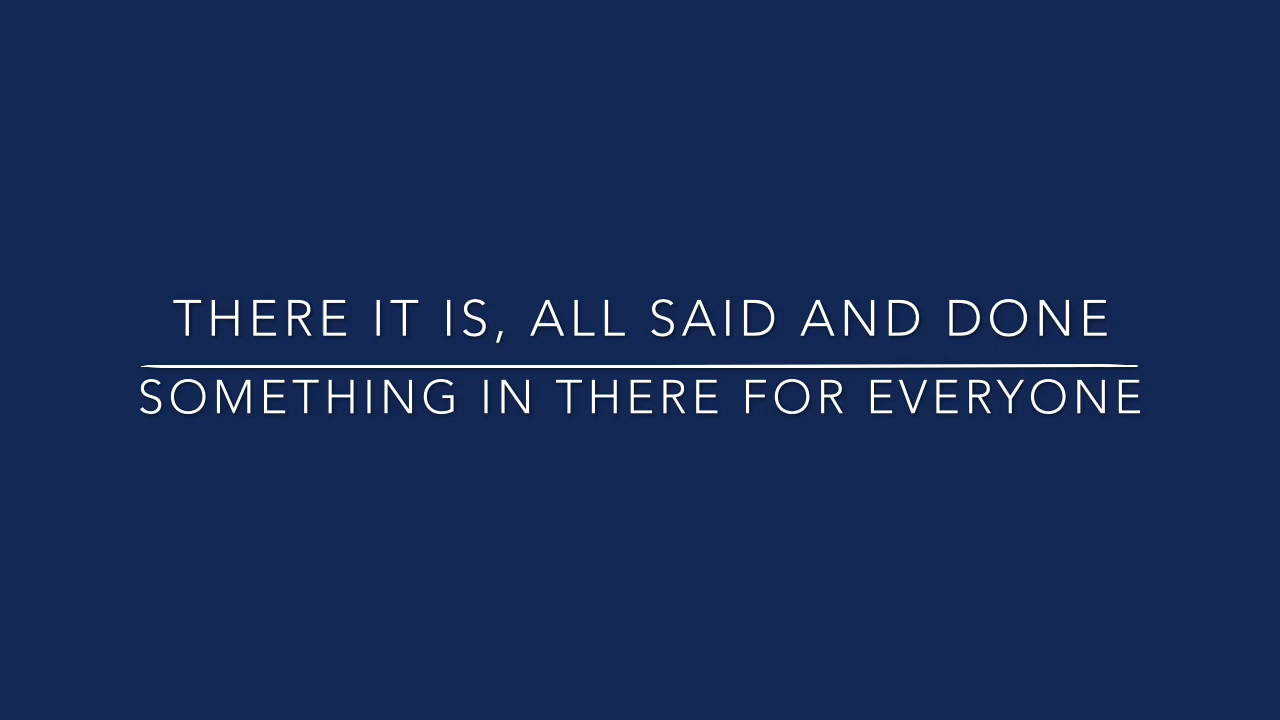 THERE IT IS, ALL SAID AND DONE
SOMETHING IN THERE FOR EVERYONE